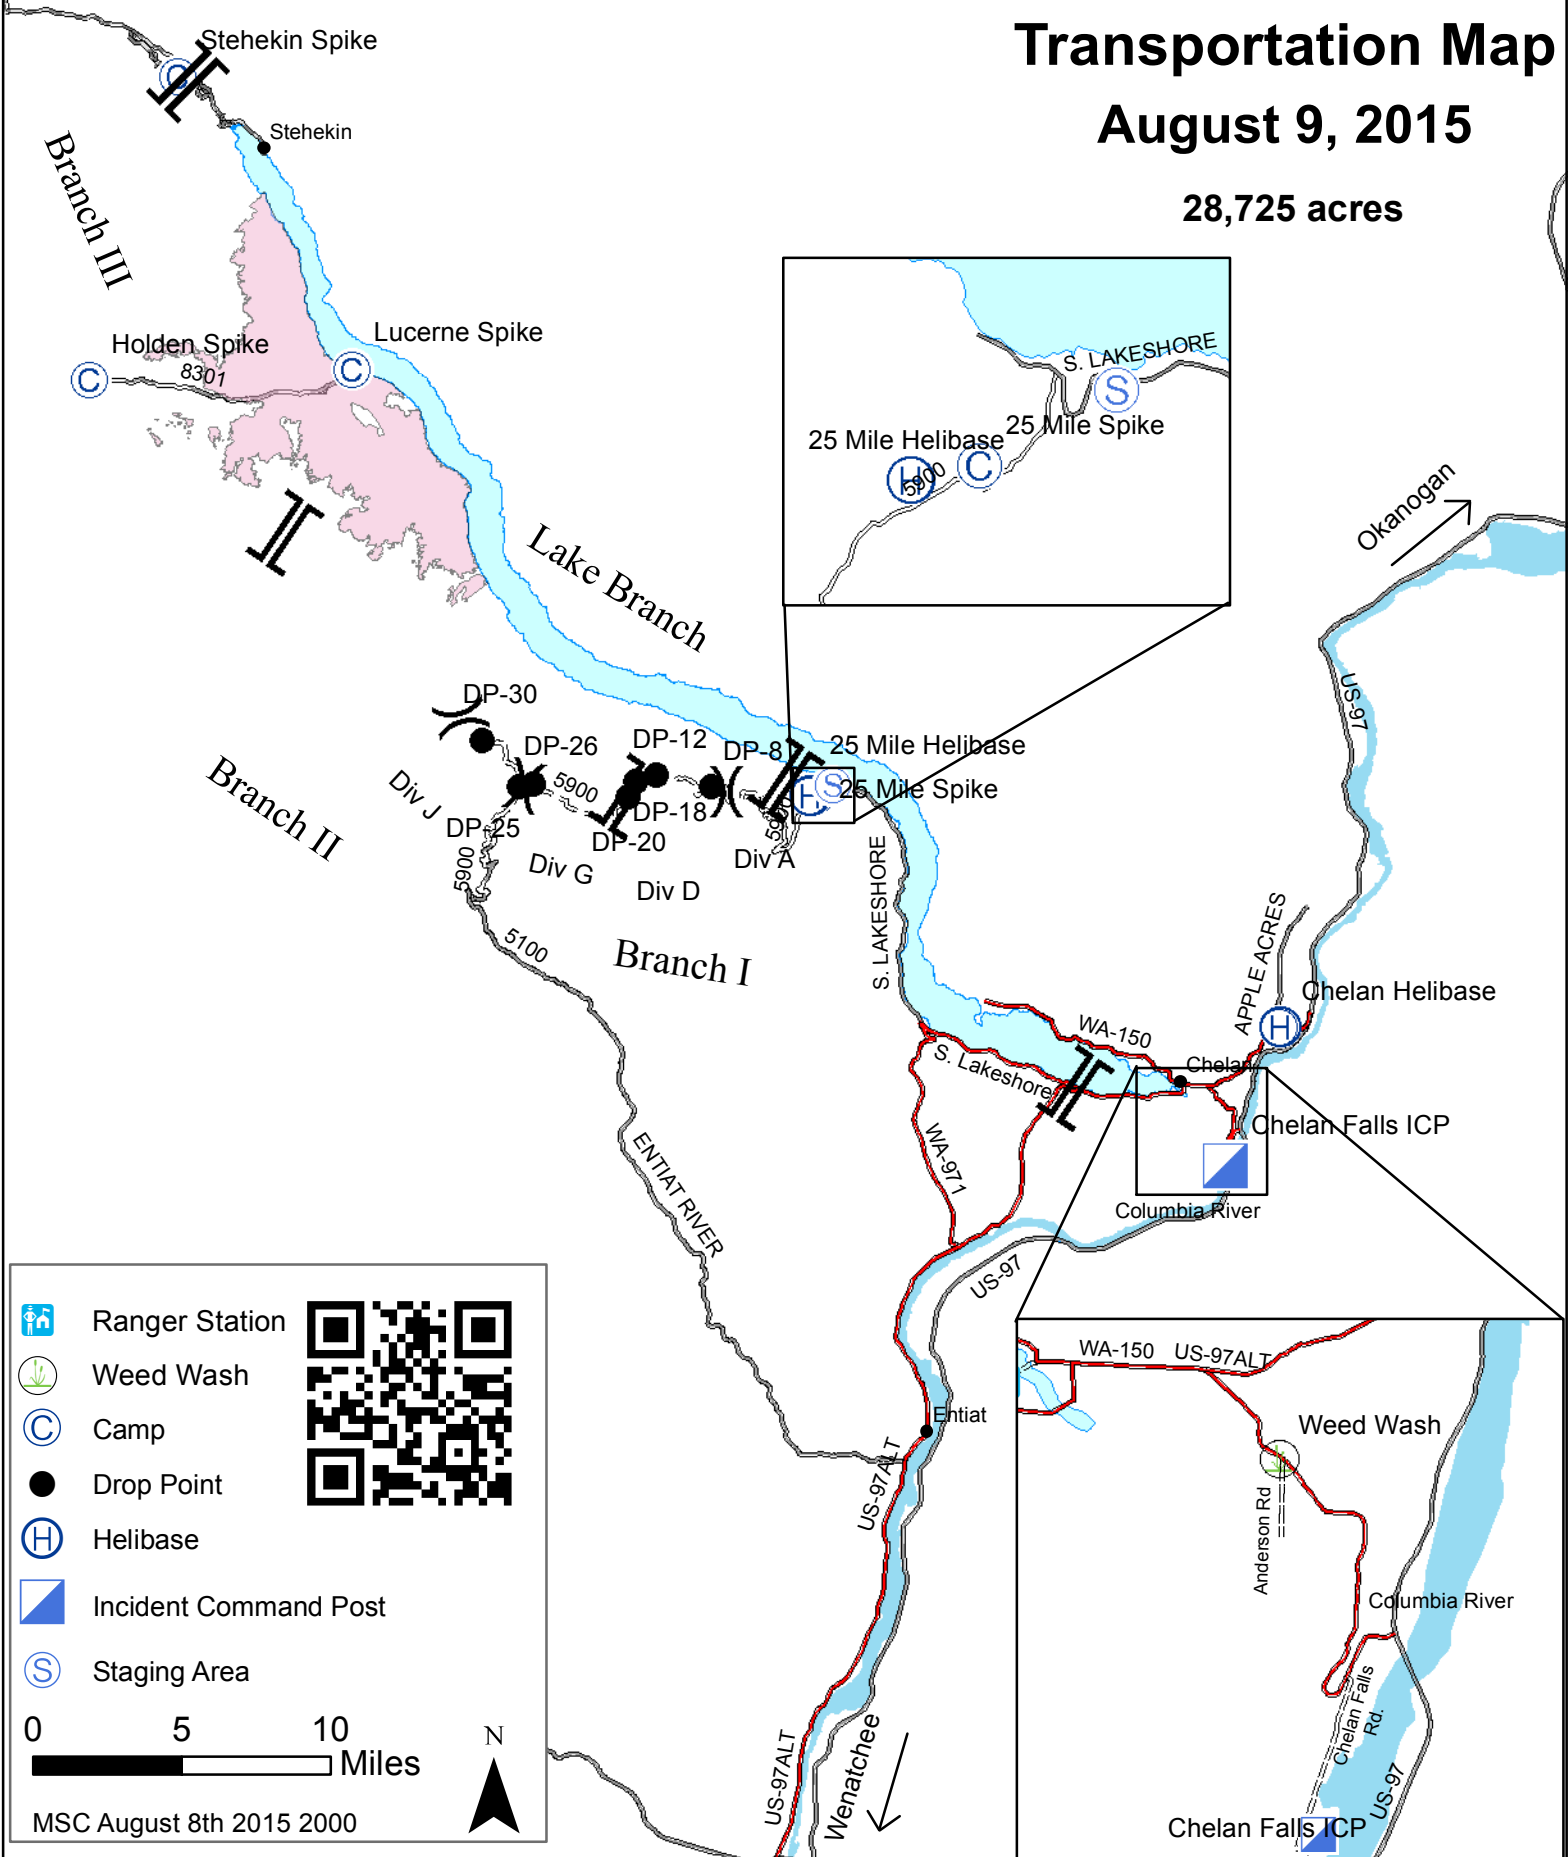 Transportation Map
August 9, 2015
28,725 acres
Stehekin Spike
C
Stehekin
Branch III
Holden Spike
C
8301
Lucerne Spike
C
S. LAKESHORE
S
25 Mile Spike
25 Mile Helibase
H
5900
C
Okanogan
US-97
Lake Branch
DP-30
DP-26
DP-12
DP-8
25 Mile Helibase
25 Mile Spike
H
S
5900
5900
DP-18
DP-25
DP-20
Div J
Div G
Div D
Div A
Branch II
5900
5100
Branch I
S. LAKESHORE
APPLE ACRES
Chelan Helibase
H
WA-150
S. Lakeshore
Chelan
Chelan Falls ICP
WA-971
Columbia River
ENTIAT RIVER
US-97
Entiat
US-97ALT
US-97ALT
Wenatchee
WA-150
US-97ALT
Weed Wash
Anderson Rd
Columbia River
Chelan Falls
Rd.
US-97
Chelan Falls ICP
Ranger Station
Weed Wash
C Camp
Drop Point
H Helibase
Incident Command Post
S Staging Area
0 5 10
Miles
N
MSC August 8th 2015 2000